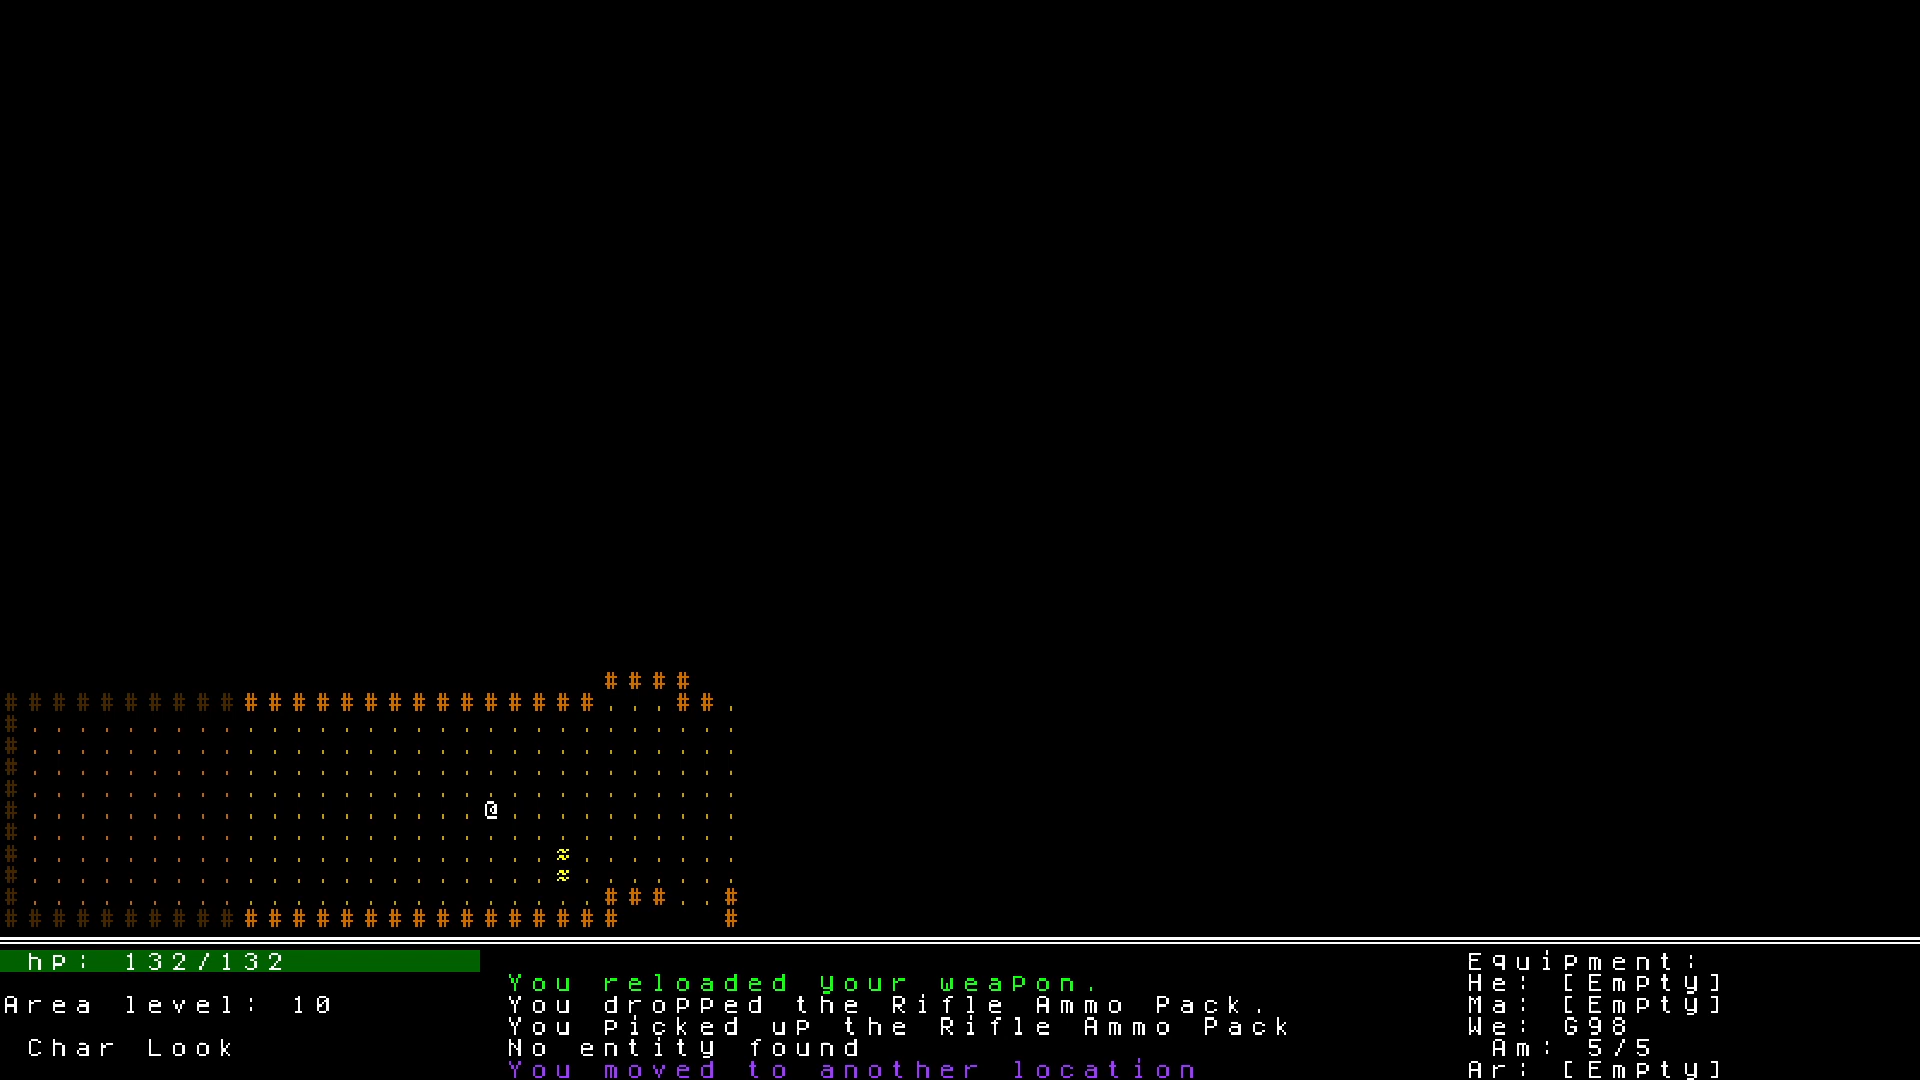 hp: 132/132
Area level: 10
Char Look
You reloaded your weapon.
You dropped the Rifle Ammo Pack.
You picked up the Rifle Ammo Pack
No entity found
You moved to another location
Equipment:
He: [Empty]
Ma: [Empty]
We: G98
Am: 5/5
Ar: [Empty]